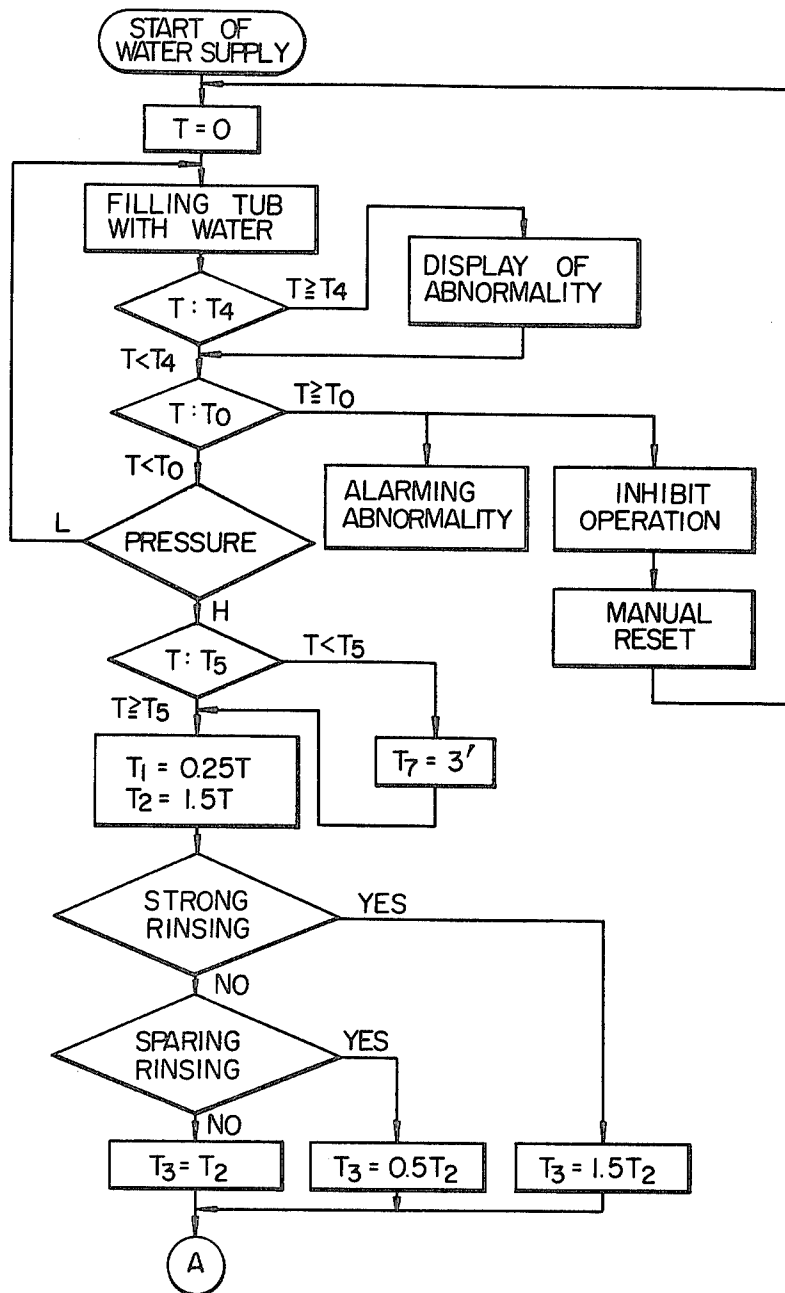 START OF
WATER SUPPLY
T = 0
FILLING TUB
WITH WATER
T : T4
T≧T4
DISPLAY OF
ABNORMALITY
T<T4
T : T0
T≧T0
T<T0
ALARMING
ABNORMALITY
INHIBIT
OPERATION
L
PRESSURE
H
MANUAL
RESET
T : T5
T<T5
T≧T5
T7 = 3′
T1 = 0.25T
T2 = 1.5T
STRONG
RINSING
YES
NO
SPARING
RINSING
YES
NO
T3 = T2
T3 = 0.5T2
T3 = 1.5T2
A